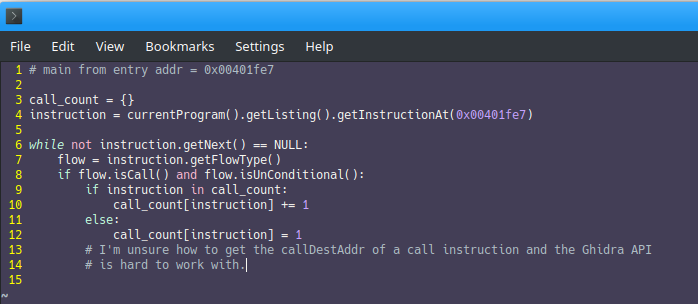 File Edit View Bookmarks Settings Help
1 # main from entry addr = 0x00401fe7
2
3 call_count = {}
4 instruction = currentProgram().getListing().getInstructionAt(0x00401fe7)
5
6 while not instruction.getNext() == NULL:
7     flow = instruction.getFlowType()
8     if flow.isCall() and flow.isUnConditional():
9         if instruction in call_count:
10             call_count[instruction] += 1
11         else:
12             call_count[instruction] = 1
13         # I'm unsure how to get the callDestAddr of a call instruction and the Ghidra API
14         # is hard to work with.
15
~